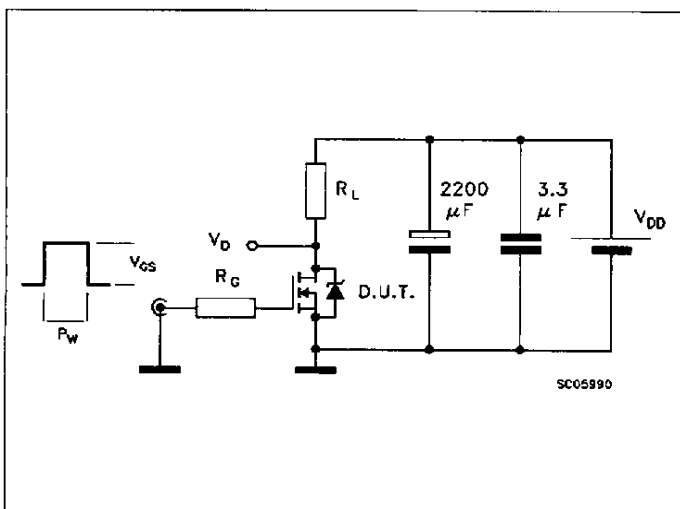 2200
μF
3.3
μF
R_L
V_DD
V_D
V_GS
R_G
D.U.T.
P_W
SC05990